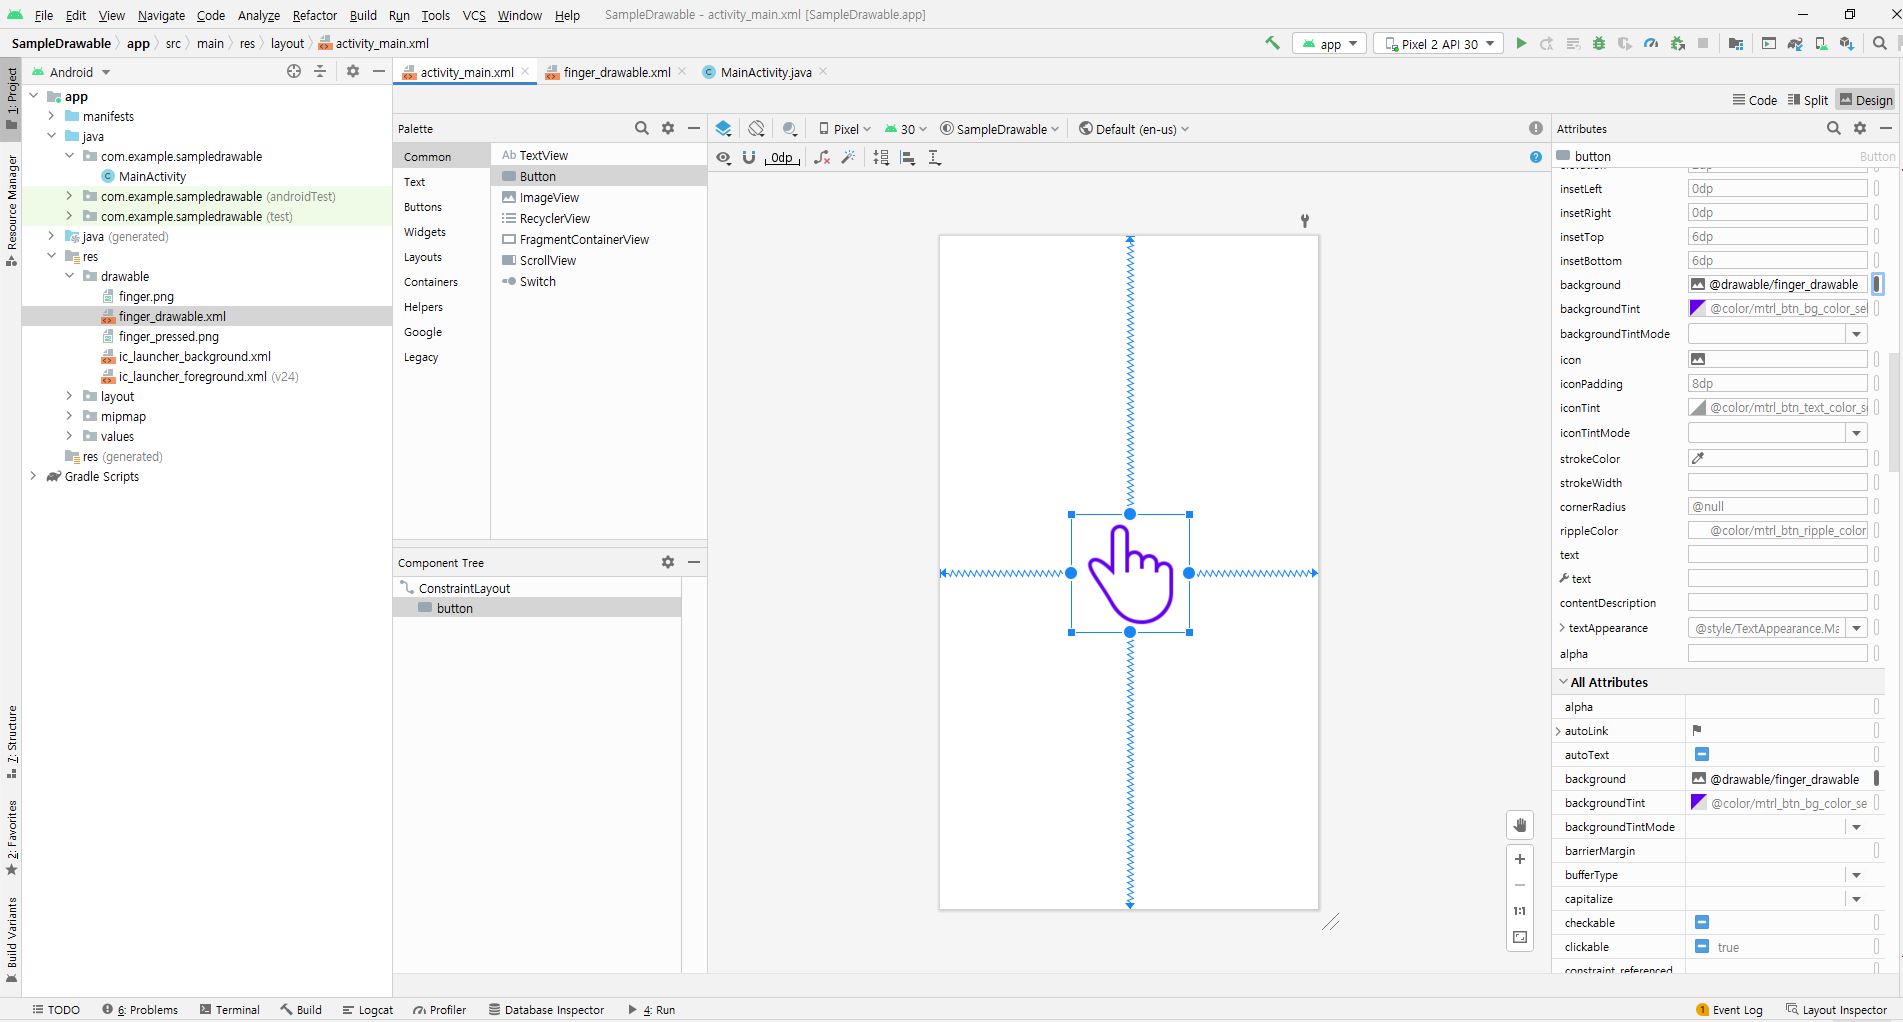 File Edit View Navigate Code Analyze Refactor Build Run Tools VCS Window Help SampleDrawable - activity_main.xml [SampleDrawable.app]
SampleDrawable app src main res layout activity_main.xml
app Pixel 2 API 30
1: Project
Resource Manager
7: Structure
2: Favorites
Build Variants
Android
app
manifests
java
com.example.sampledrawable
MainActivity
com.example.sampledrawable (androidTest)
com.example.sampledrawable (test)
java (generated)
res
drawable
finger.png
finger_drawable.xml
finger_pressed.png
ic_launcher_background.xml
ic_launcher_foreground.xml (v24)
layout
mipmap
values
res (generated)
Gradle Scripts
activity_main.xml finger_drawable.xml MainActivity.java
Code Split Design
Palette
Common
Text
Buttons
Widgets
Layouts
Containers
Helpers
Google
Legacy
Ab TextView
Button
ImageView
RecyclerView
FragmentContainerView
ScrollView
Switch
Component Tree
ConstraintLayout
button
Pixel 30 SampleDrawable Default (en-us)
0dp
1:1
Attributes
button Button
insetLeft 0dp
insetRight 0dp
insetTop 6dp
insetBottom 6dp
background @drawable/finger_drawable
backgroundTint @color/mtrl_btn_bg_color_sel
backgroundTintMode
icon
iconPadding 8dp
iconTint @color/mtrl_btn_text_color_s
iconTintMode
strokeColor
strokeWidth
cornerRadius @null
rippleColor @color/mtrl_btn_ripple_color
text
text
contentDescription
textAppearance @style/TextAppearance.Ma
alpha
All Attributes
alpha
autoLink
autoText
background @drawable/finger_drawable
backgroundTint @color/mtrl_btn_bg_color_se
backgroundTintMode
barrierMargin
bufferType
capitalize
checkable
clickable true
constraint_referenced
TODO 6: Problems Terminal Build Logcat Profiler Database Inspector 4: Run 1 Event Log Layout Inspector